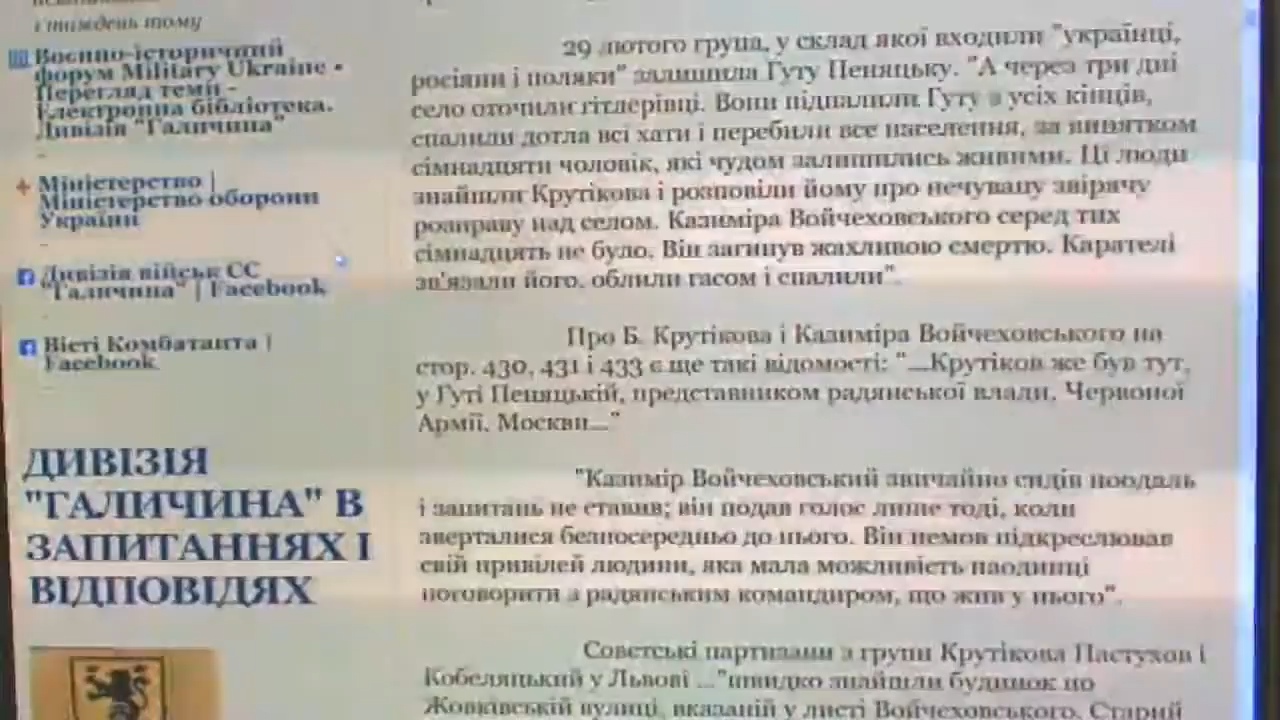 і тиждень тому
Воєнно-історичний
форум Military Ukraine •
Перегляд теми -
Електронна бібліотека.
Дивізія "Галичина"
Міністерство |
Міністерство оборони
України
Дивізія військ СС
"Галичина" | Facebook
Вісті Комбатанта |
Facebook
ДИВІЗІЯ
"ГАЛИЧИНА" В
ЗАПИТАННЯХ І
ВІДПОВІДЯХ
29 лютого група, у склад якої входили "українці,
росіяни і поляки" залишила Гуту Пеняцьку. "А через три дні
село оточили гітлерівці. Вони підпалили Гуту з усіх кінців,
спалили дотла всі хати і перебили все населення, за винятком
сімнадцяти чоловік, які чудом залишились живими. Ці люди
знайшли Крутікова і розповіли йому про нечувану звірячу
розправу над селом. Казиміра Войчеховського серед тих
сімнадцять не було. Він загинув жахливою смертю. Карателі
зв'язали його, облили гасом і спалили".
Про Б. Крутікова і Казиміра Войчеховського на
стор. 430, 431 і 433 є ще такі відомості: "...Крутіков же був тут,
у Гуті Пеняцькій, представником радянської влади, Червоної
Армії, Москви..."
"Казимір Войчеховський звичайно сидів поодаль
і запитань не ставив; він подав голос лише тоді, коли
зверталися безпосередньо до нього. Він немов підкреслював
свій привілей людини, яка мала можливість наодинці
поговорити з радянським командиром, що жив у нього".
Совєтські партизани з групи Крутікова Пастухов і
Кобеляцький у Львові ..."швидко знайшли будинок по
Жовківській вулиці, вказаній у листі Войчеховського. Старий